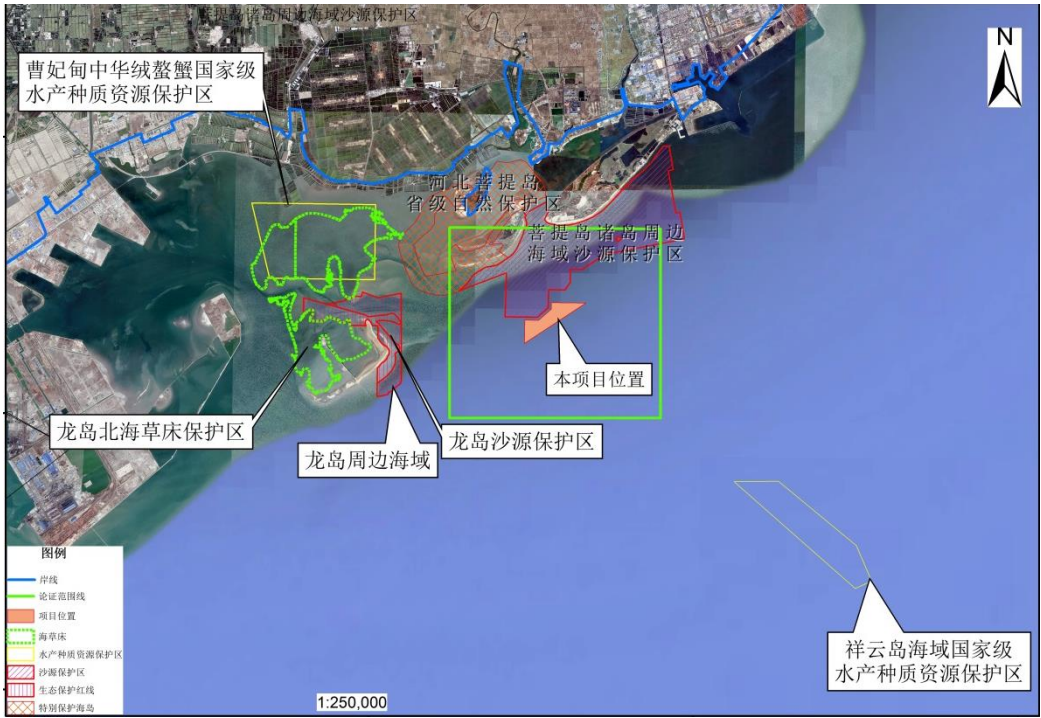 菩提岛诸岛周边海域沙源保护区
N
曹妃甸中华绒螯蟹国家级
水产种质资源保护区
河北菩提岛
省级自然保护区
菩提岛诸岛周边
海域沙源保护区
本项目位置
龙岛北海草床保护区
龙岛沙源保护区
龙岛周边海域
祥云岛海域国家级
水产种质资源保护区
图例
岸线
论证范围线
项目位置
海草床
水产种质资源保护区
沙源保护区
生态保护红线
特别保护海岛
1:250,000